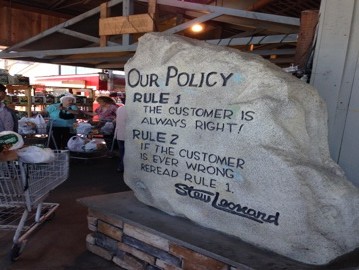 OUR POLICY
RULE 1
THE CUSTOMER IS
ALWAYS RIGHT!
RULE 2
IF THE CUSTOMER
IS EVER WRONG
REREAD RULE 1.
Stew Leonard